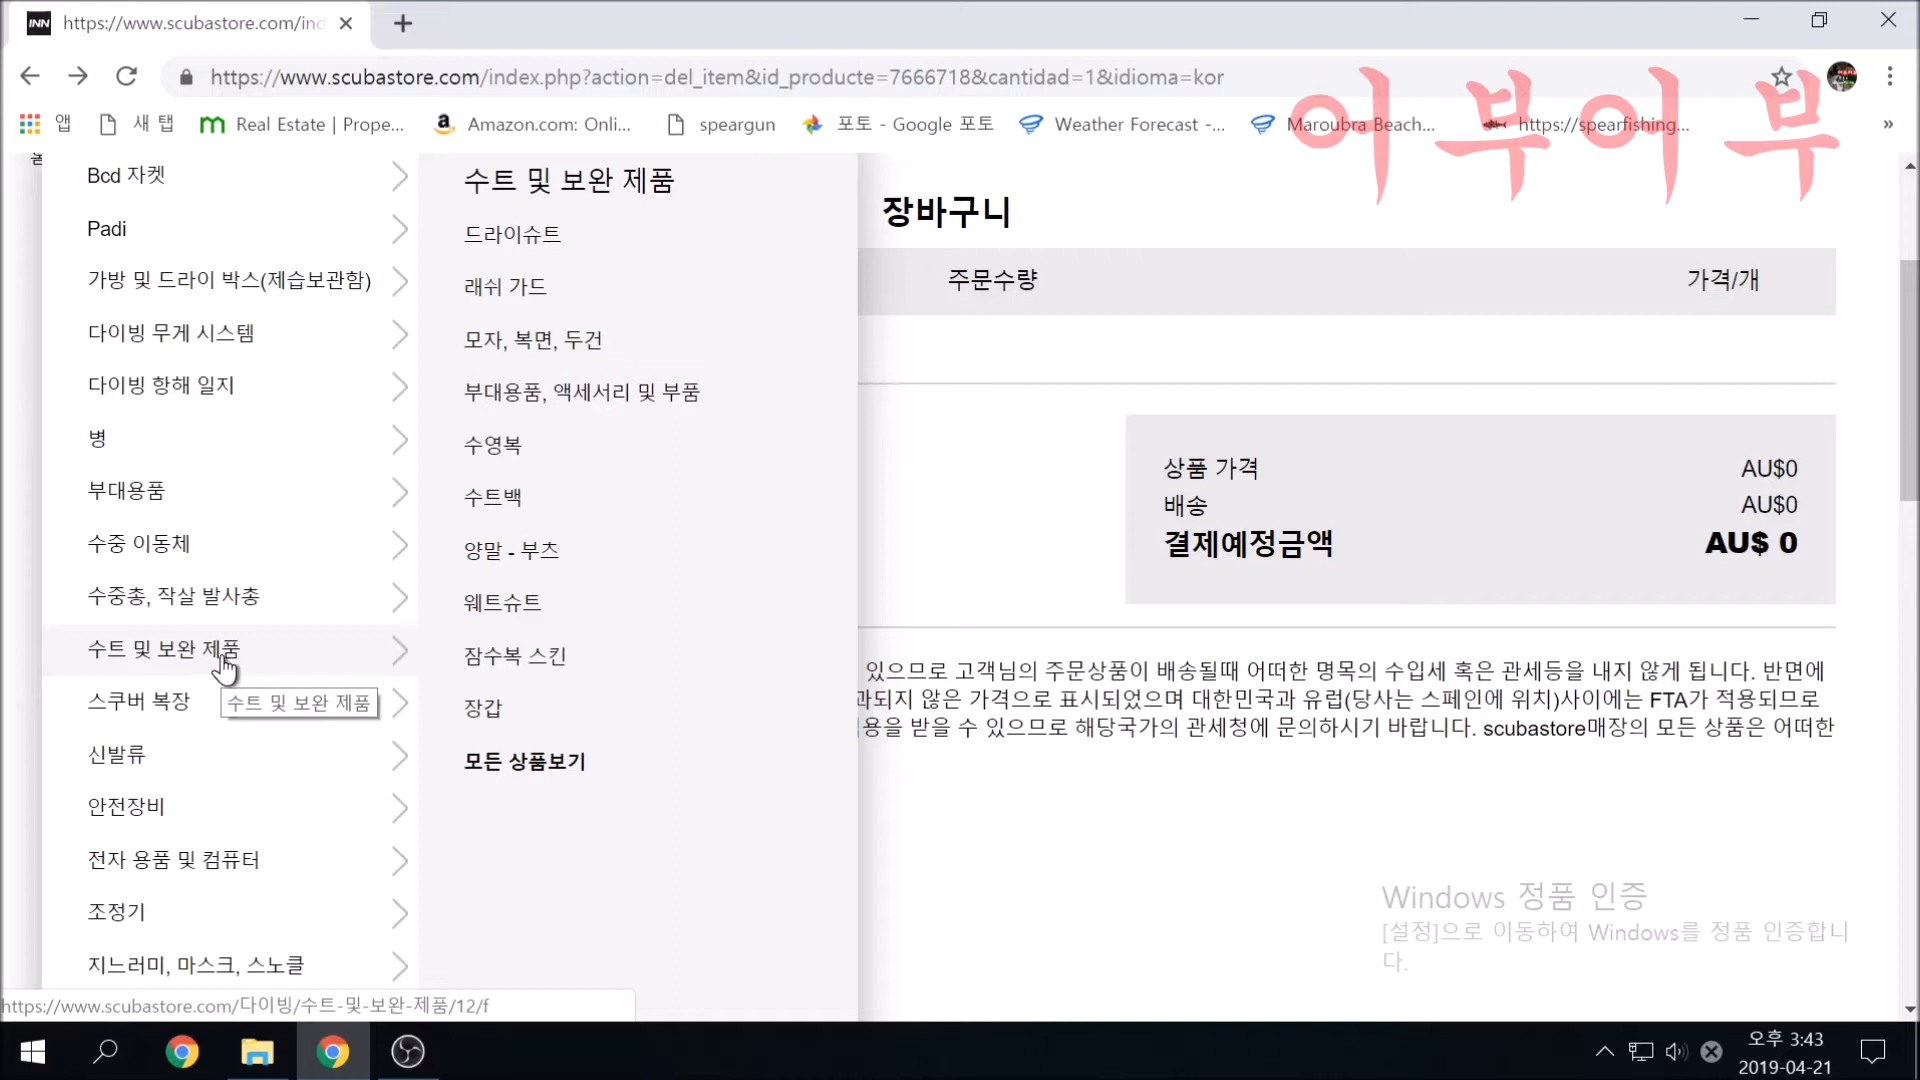 INN https://www.scubastore.com/ind
https://www.scubastore.com/index.php?action=del_item&id_producte=7666718&cantidad=1&idioma=kor
앱 새 탭 Real Estate | Prope... Amazon.com: Onli... speargun 포토 - Google 포토 Weather Forecast -... Maroubra Beach... https://spearfishing... »
어부어부
Bcd 자켓
Padi
가방 및 드라이 박스(제습보관함)
다이빙 무게 시스템
다이빙 항해 일지
병
부대용품
수중 이동체
수중총, 작살 발사총
수트 및 보완 제품
스쿠버 복장
수트 및 보완 제품
신발류
안전장비
전자 용품 및 컴퓨터
조정기
지느러미, 마스크, 스노클
수트 및 보완 제품
드라이슈트
래쉬 가드
모자, 복면, 두건
부대용품, 액세서리 및 부품
수영복
수트백
양말 - 부츠
웨트슈트
잠수복 스킨
장갑
모든 상품보기
장바구니
주문수량 가격/개
상품 가격 AU$0
배송 AU$0
결제예정금액 AU$ 0
있으므로 고객님의 주문상품이 배송될때 어떠한 명목의 수입세 혹은 관세등을 내지 않게 됩니다. 반면에
과되지 않은 가격으로 표시되었으며 대한민국과 유럽(당사는 스페인에 위치)사이에는 FTA가 적용되므로
용을 받을 수 있으므로 해당국가의 관세청에 문의하시기 바랍니다. scubastore매장의 모든 상품은 어떠한
Windows 정품 인증
[설정]으로 이동하여 Windows를 정품 인증합니
다.
https://www.scubastore.com/다이빙/수트-및-보완-제품/12/f
오후 3:43
2019-04-21